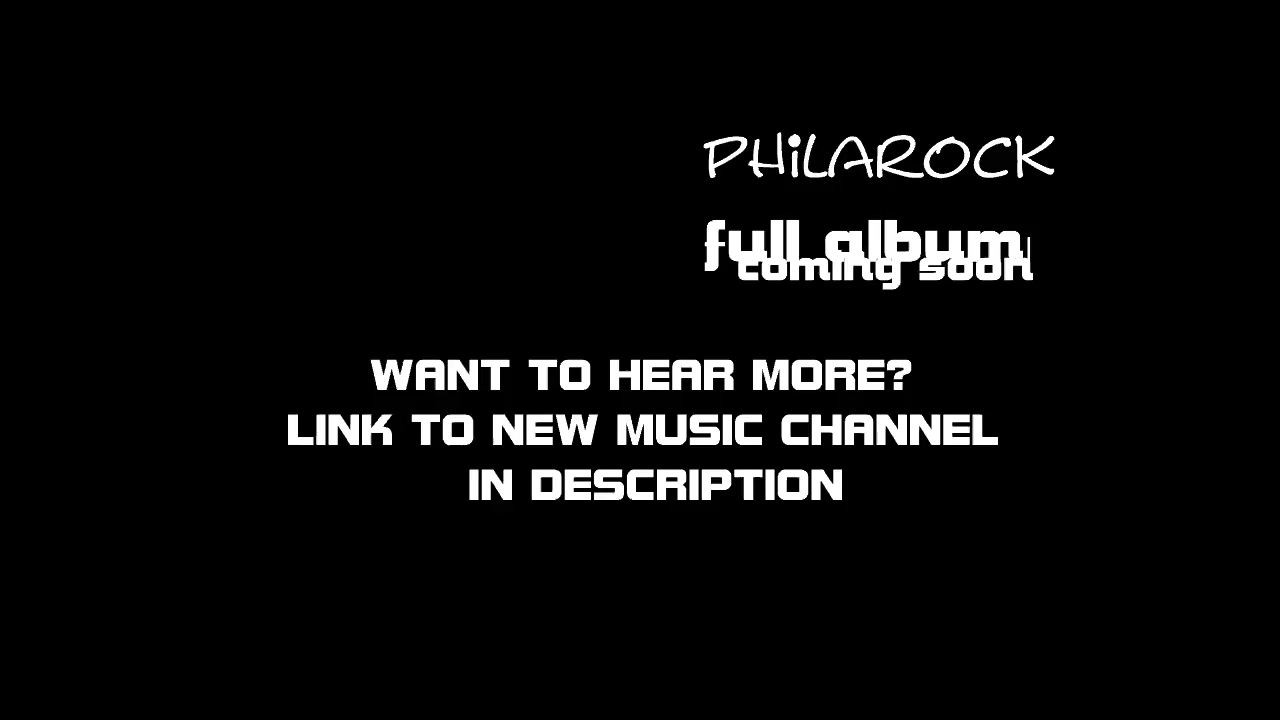 PHiLAROCK
full album
coming soon
WANT TO HEAR MORE?
LINK TO NEW MUSIC CHANNEL
IN DESCRIPTION